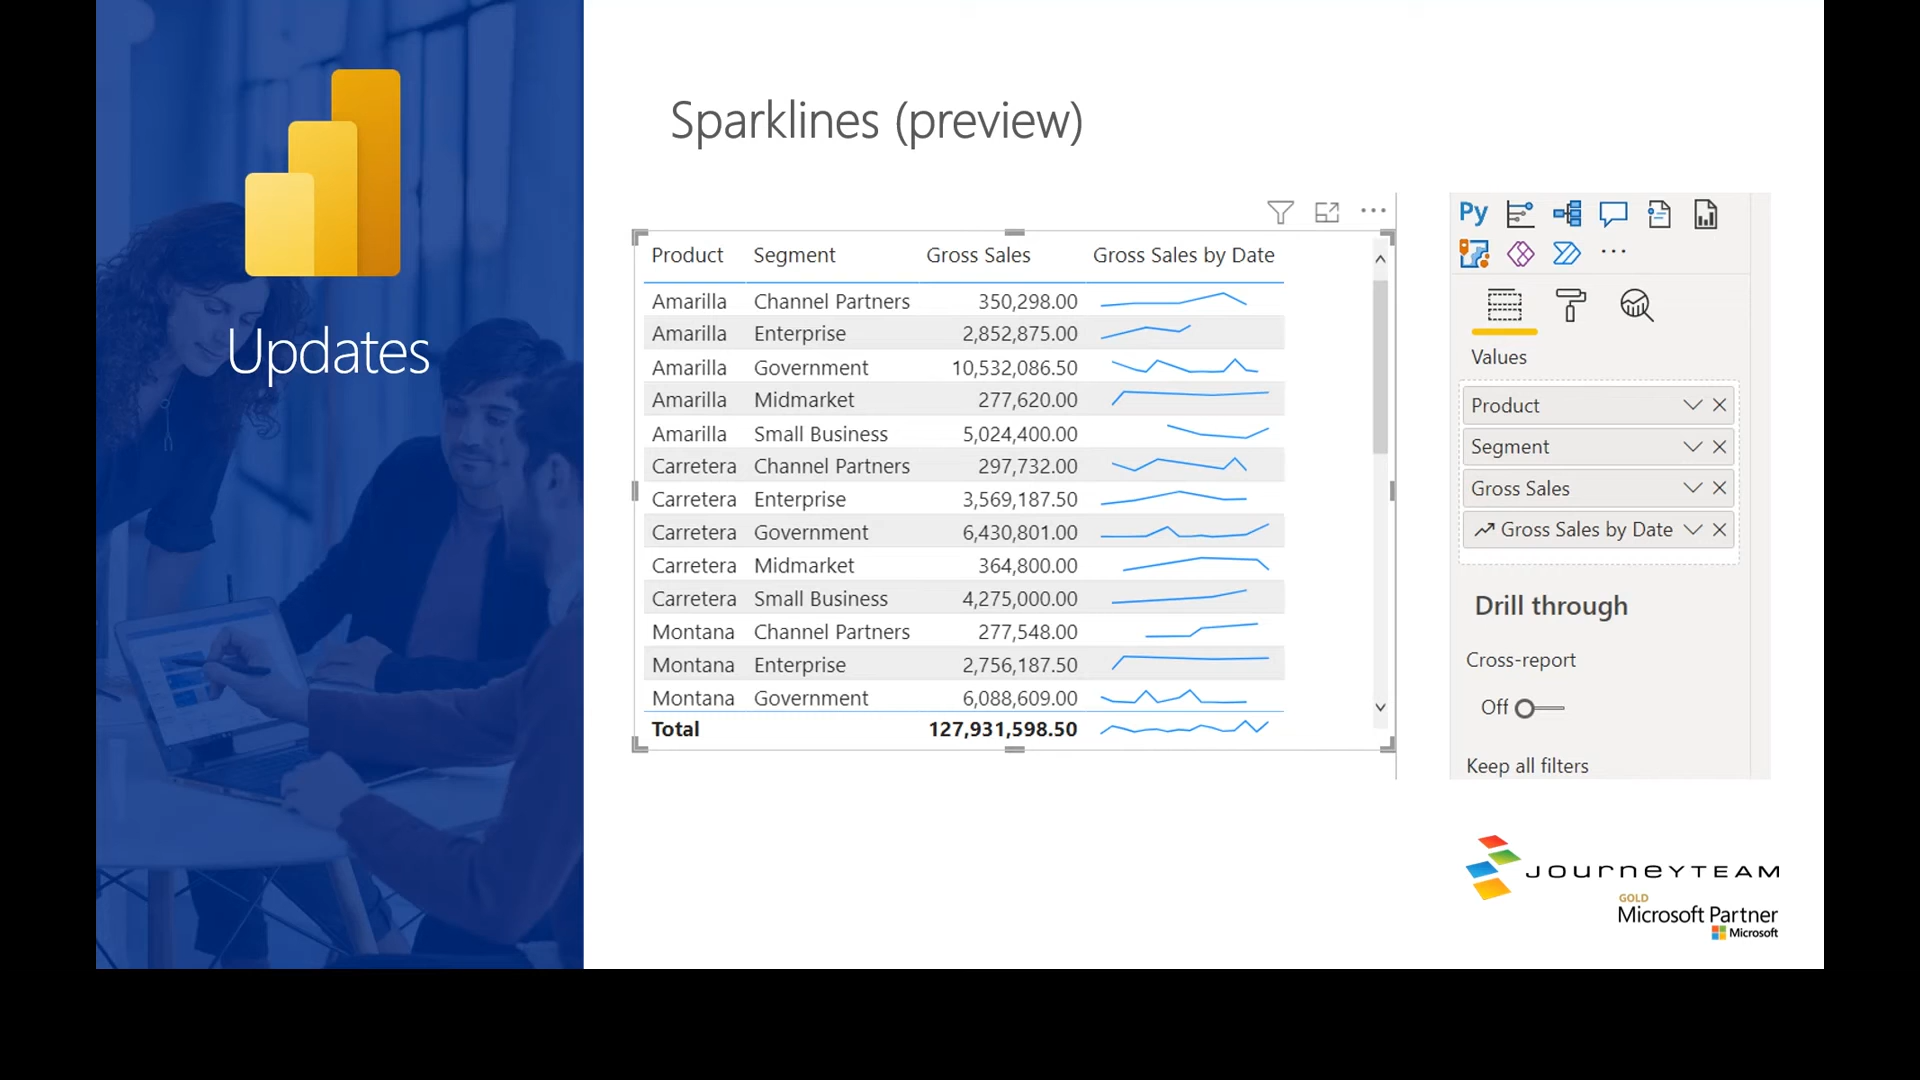 Updates
Sparklines (preview)
Product Segment Gross Sales Gross Sales by Date
Amarilla Channel Partners 350,298.00
Amarilla Enterprise 2,852,875.00
Amarilla Government 10,532,086.50
Amarilla Midmarket 277,620.00
Amarilla Small Business 5,024,400.00
Carretera Channel Partners 297,732.00
Carretera Enterprise 3,569,187.50
Carretera Government 6,430,801.00
Carretera Midmarket 364,800.00
Carretera Small Business 4,275,000.00
Montana Channel Partners 277,548.00
Montana Enterprise 2,756,187.50
Montana Government 6,088,609.00
Total 127,931,598.50
Py
Values
Product
Segment
Gross Sales
Gross Sales by Date
Drill through
Cross-report
Off
Keep all filters
JOURNEYTEAM
GOLD
Microsoft Partner
Microsoft